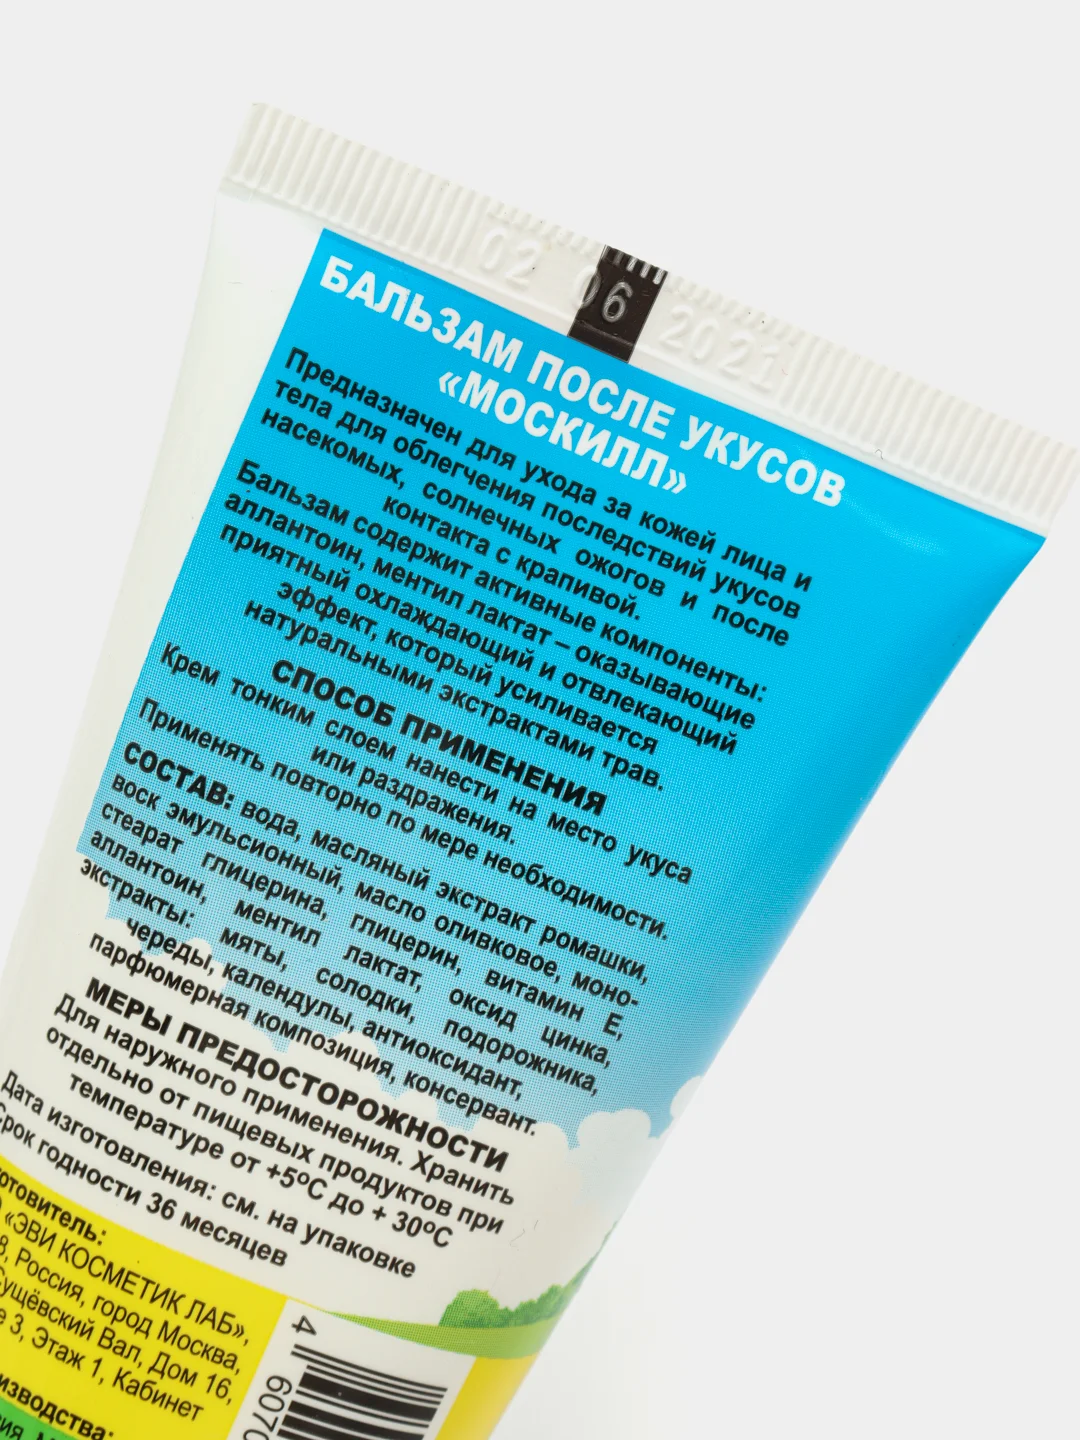 02 06 2021
БАЛЬЗАМ ПОСЛЕ УКУСОВ
«МОСКИЛЛ»
Предназначен для ухода за кожей лица и
тела для облегчения последствий укусов
насекомых, солнечных ожогов и после
контакта с крапивой.
Бальзам содержит активные компоненты:
аллантоин, ментил лактат – оказывающие
приятный охлаждающий и отвлекающий
эффект, который усиливается
натуральными экстрактами трав.
СПОСОБ ПРИМЕНЕНИЯ
Крем тонким слоем нанести на место укуса
или раздражения.
Применять повторно по мере необходимости.
СОСТАВ: вода, масляный экстракт ромашки,
воск эмульсионный, масло оливковое, моно-
стеарат глицерина, глицерин, витамин Е,
аллантоин, ментил лактат, оксид цинка,
экстракты: мяты, солодки, подорожника,
череды, календулы, антиоксидант,
парфюмерная композиция, консервант.
МЕРЫ ПРЕДОСТОРОЖНОСТИ
Для наружного применения. Хранить
отдельно от пищевых продуктов при
температуре от +5ºС до + 30ºС
Дата изготовления: см. на упаковке
Срок годности 36 месяцев
«ЭВИ КОСМЕТИК ЛАБ»,
8, Россия, город Москва,
Сущёвский Вал, Дом 16,
3, Этаж 1, Кабинет
4 607